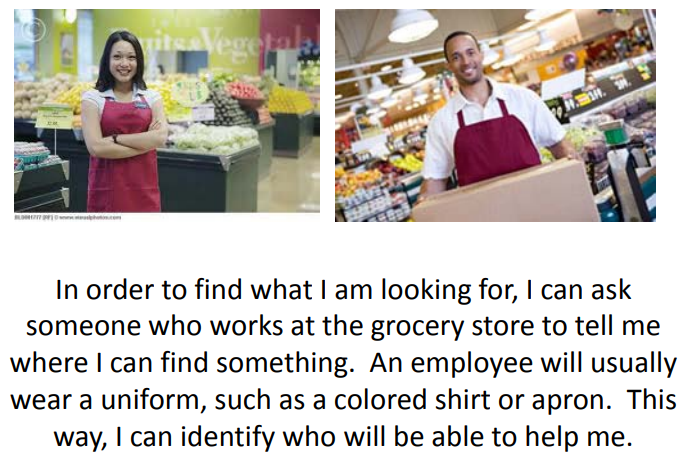 Fruits & Vegetab
In order to find what I am looking for, I can ask
someone who works at the grocery store to tell me
where I can find something.  An employee will usually
wear a uniform, such as a colored shirt or apron.  This
way, I can identify who will be able to help me.